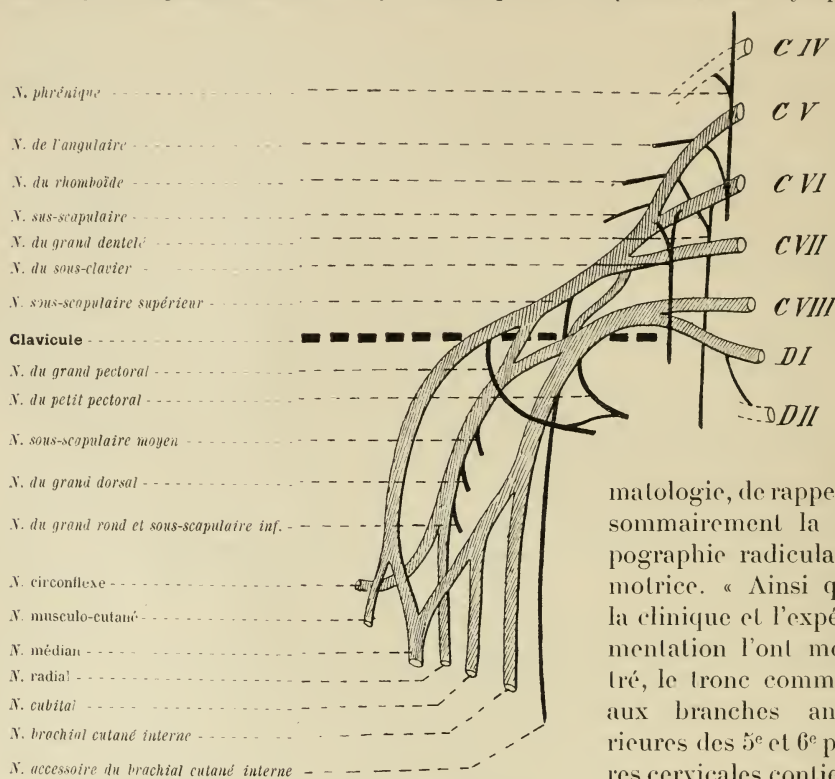 N. phrénique
N. de l'angulaire
N. du rhomboïde
N. sus-scapulaire
N. du grand dentelé
N. du sous-clavier
N. sous-scapulaire supérieur
Clavicule
N. du grand pectoral
N. du petit pectoral
N. sous-scapulaire moyen
N. du grand dorsal
N. du grand rond et sous-scapulaire inf.
N. circonflexe
N. musculo-cutané
N. médian
N. radial
N. cubital
N. brachial cutané interne
N. accessoire du brachial cutané interne
C IV
C V
C VI
C VII
C VIII
DI
DII
matologie, de rappe
sommairement la
pographie radicula
motrice. « Ainsi q
la clinique et l'expé
mentation l'ont mo
tré, le tronc comm
aux branches an
rieures des 5e et 6e p
res cervicales contie